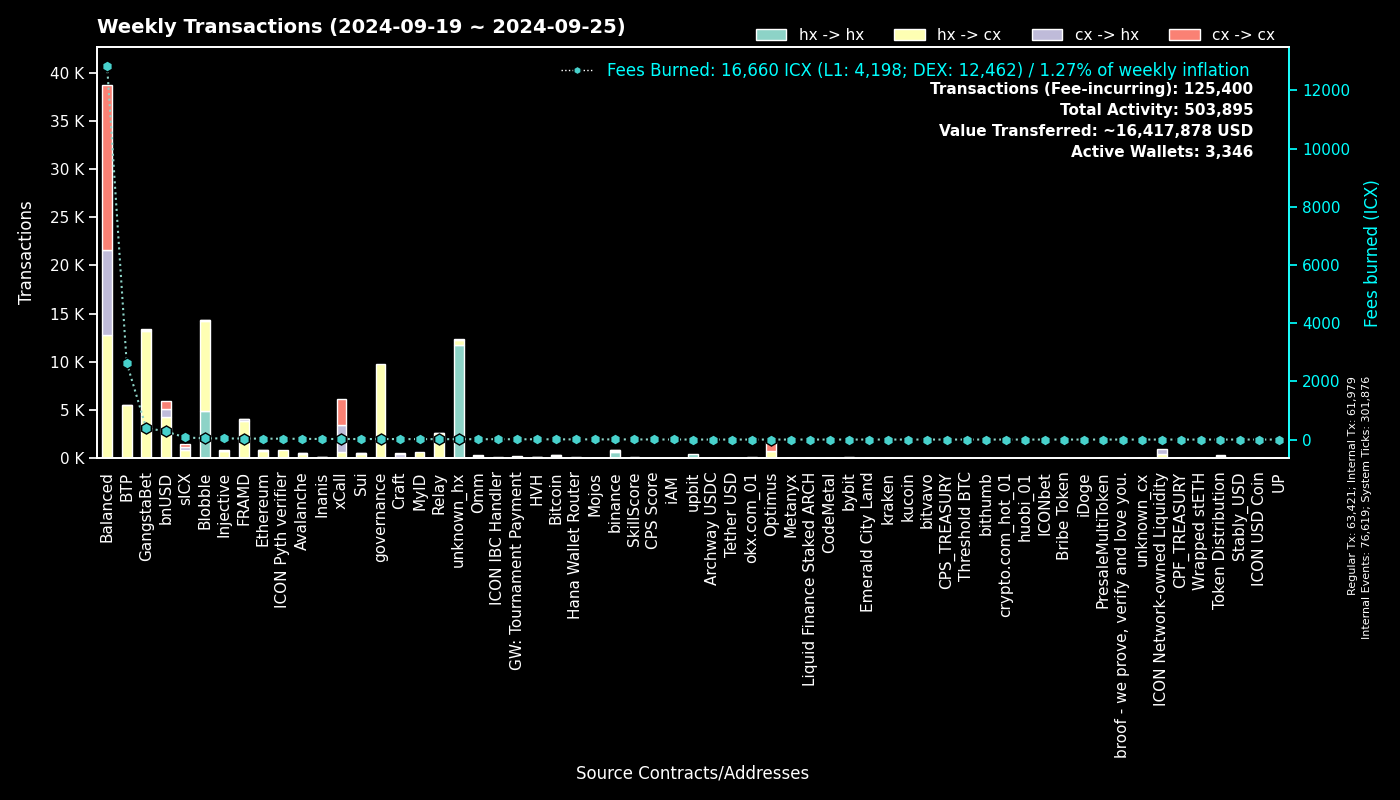 Weekly Transactions (2024-09-19 ~ 2024-09-25)
hx -> hx
hx -> cx
cx -> hx
cx -> cx
Fees Burned: 16,660 ICX (L1: 4,198; DEX: 12,462) / 1.27% of weekly inflation
Transactions (Fee-incurring): 125,400
Total Activity: 503,895
Value Transferred: ~16,417,878 USD
Active Wallets: 3,346
Transactions
40 K
35 K
30 K
25 K
20 K
15 K
10 K
5 K
0 K
12000
10000
8000
6000
4000
2000
0
Fees burned (ICX)
Regular Tx: 63,421; Internal Tx: 61,979
Internal Events: 76,619; System Ticks: 301,876
Balanced
BTP
GangstaBet
bnUSD
sICX
Blobble
Injective
FRAMD
Ethereum
ICON Pyth verifier
Avalanche
Inanis
xCall
Sui
governance
Craft
MyID
Relay
unknown_hx
Omm
ICON IBC Handler
GW: Tournament Payment
HVH
Bitcoin
Hana Wallet Router
Mojos
binance
SkillScore
CPS Score
iAM
upbit
Archway USDC
Tether USD
okx.com_01
Optimus
Metanyx
Liquid Finance Staked ARCH
CodeMetal
bybit
Emerald City Land
kraken
kucoin
bitvavo
CPS_TREASURY
Threshold BTC
bithumb
crypto.com_hot_01
huobi_01
ICONbet
Bribe Token
iDoge
PresaleMultiToken
broof - we prove, verify and love you.
unknown_cx
ICON Network-owned Liquidity
CPF_TREASURY
Wrapped stETH
Token Distribution
Stably_USD
ICON USD Coin
UP
Source Contracts/Addresses